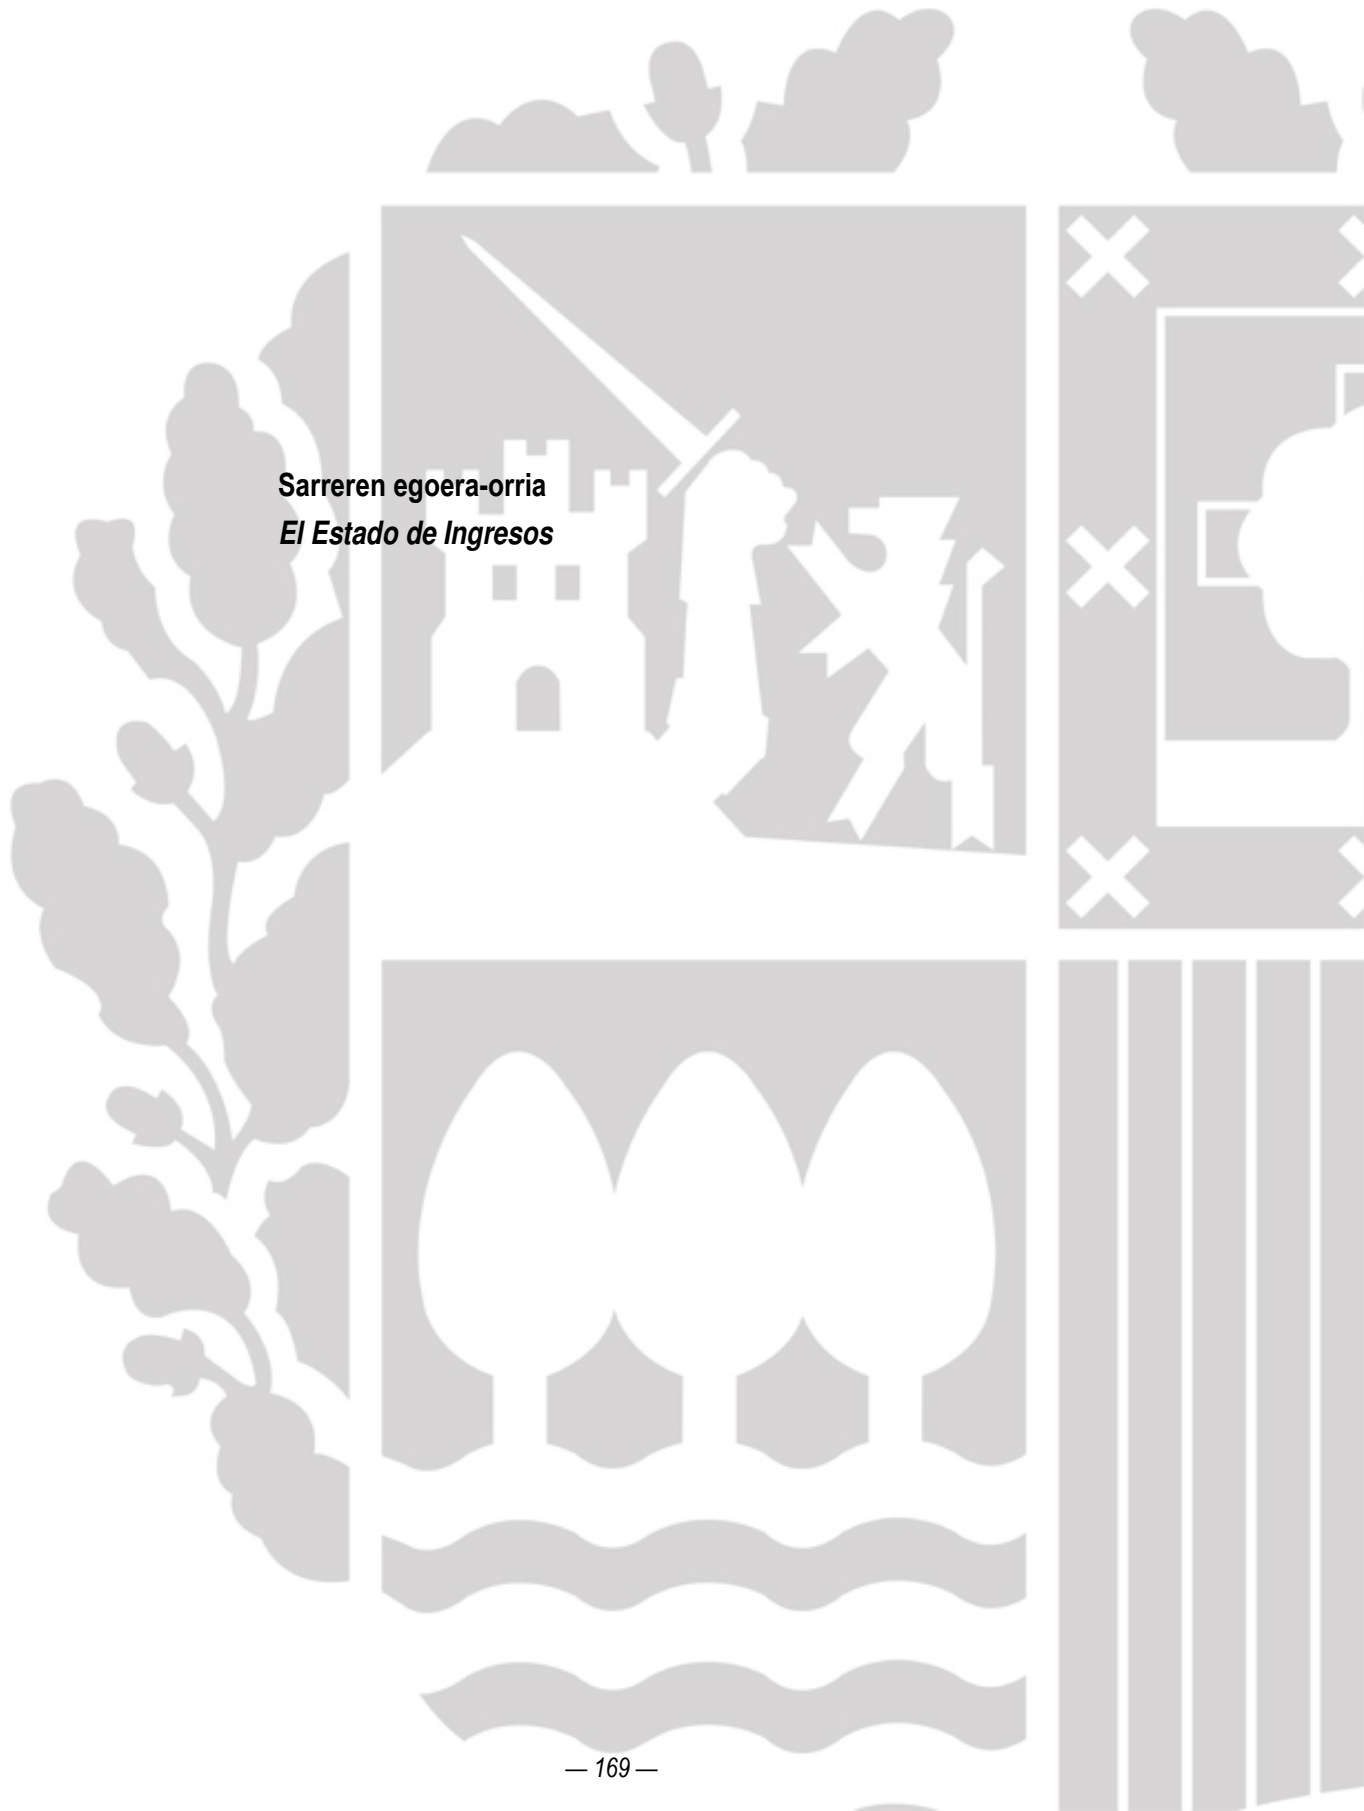 Sarreren egoera-orria
El Estado de Ingresos
— 169 —